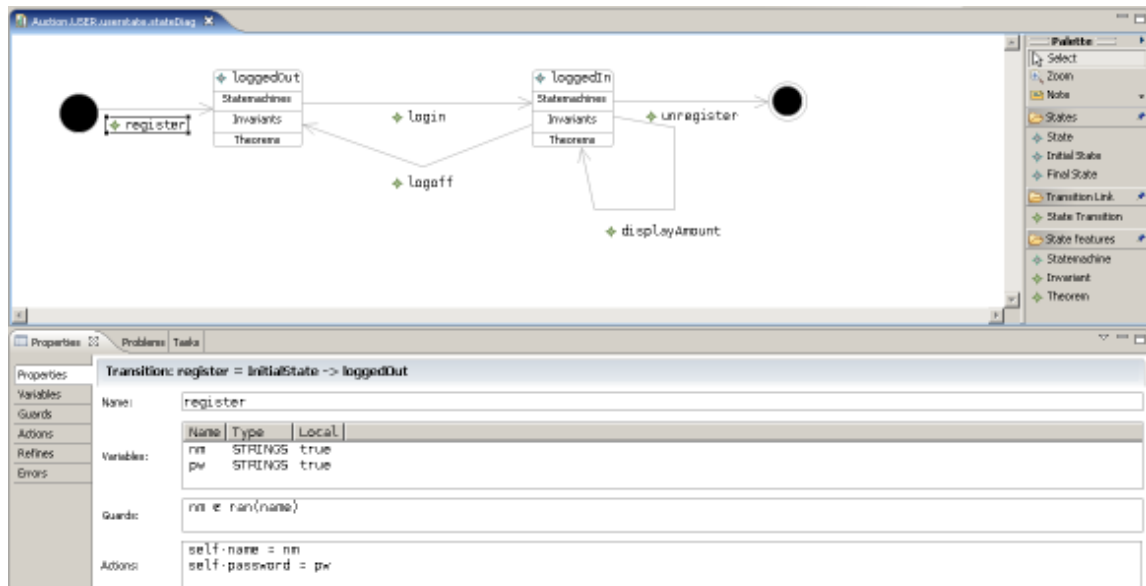 Auction.USER.userstate.stateDiag
Palette
Select
Zoom
Note
States
State
Initial State
Final State
Transition Link
State Transition
State features
Statemachine
Invariant
Theorem
loggedOut
Statemachines
Invariants
Theorems
loggedIn
Statemachines
Invariants
Theorems
register
login
unregister
logoff
displayAmount
Properties Problems Tasks
Properties
Variables
Guards
Actions
Refines
Errors
Transition: register = InitialState -> loggedOut
Name: register
Variables:
Name Type Local
nm STRINGS true
pw STRINGS true
Guards:
nm ran(name)
Actions:
self·name = nm
self·password = pw